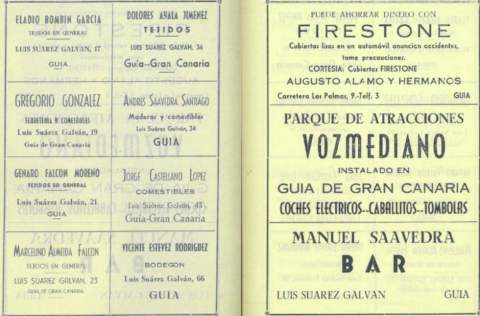 ELADIO BOMBIN GARCIA
TEJIDOS EN GENERAL
LUIS SUAREZ GALVAN, 17
GUIA
DOLORES AYALA JIMENEZ
TEJIDOS
LUIS SUAREZ GALVAN, 36
Guía-Gran Canaria
GREGORIO GONZALEZ
FERRETERIA Y COMESTIBLES
Luis Suárez Galván, 19
Guía de Gran Canaria
ANDRES SAAVEDRA SANTIAGO
Maderas y comestibles
Luis Suárez Galván, 34
GUIA
GENARO FALCON MORENO
TEJIDOS EN GENERAL
Luis Suárez Galván, 21
GUIA
JORGE CASTELLANO LOPEZ
COMESTIBLES
Luis Suárez Galván, 43
Guía-Gran Canaria
MARCELINO ALMEIDA FALCON
TEJIDOS EN GENERAL
LUIS SUAREZ GALVAN, 23
GUIA DE GRAN CANARIA
VICENTE ESTEVEZ RODRIGUEZ
BODEGON
LUIS SUAREZ GALVAN, 66
GUIA
PUEDE AHORRAR DINERO CON
FIRESTONE
Cubiertas lisas en un automóvil anuncian accidentes,
tome precauciones.
CORTESIA: Cubiertas FIRESTONE
AUGUSTO ALAMO Y HERMANOS
Carretera Las Palmas, 9.-Telf. 3 GUIA
PARQUE DE ATRACCIONES
VOZMEDIANO
INSTALADO EN
GUIA DE GRAN CANARIA
COCHES ELECTRICOS--CABALLITOS--TOMBOLAS
MANUEL SAAVEDRA
BAR
LUIS SUAREZ GALVAN GUIA